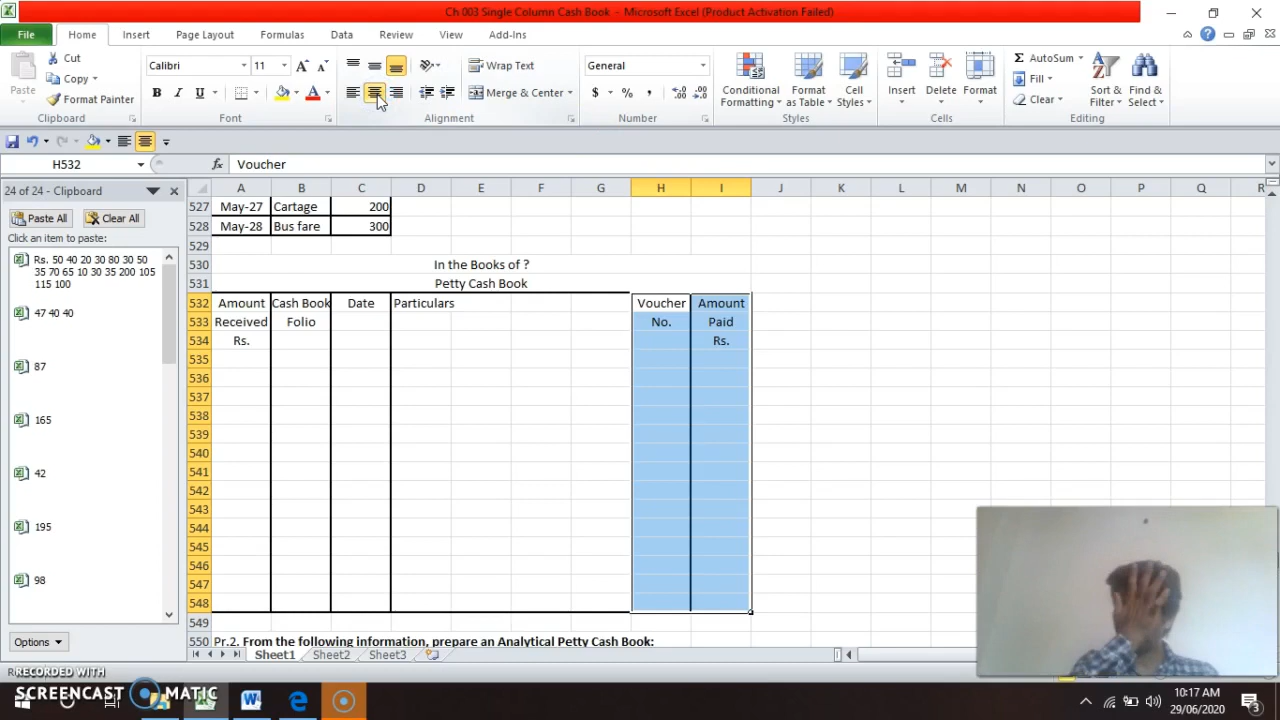 Ch 003 Single Column Cash Book - Microsoft Excel (Product Activation Failed)
File Home Insert Page Layout Formulas Data Review View Add-Ins
Cut
Copy
Format Painter
Paste
Clipboard
Calibri 11
Font
Wrap Text
Merge & Center
Alignment
General
Number
Conditional Formatting
Format as Table
Cell Styles
Styles
Insert Delete Format
Cells
AutoSum
Fill
Clear
Sort & Filter
Find & Select
Editing
H532 fx Voucher
24 of 24 - Clipboard
Paste All Clear All
Click an item to paste:
Rs. 50 40 20 30 80 30 50
35 70 65 10 30 35 200 105
115 100
47 40 40
87
165
42
195
98
Options
A B C D E F G H I J K L M N O P Q R
527 May-27 Cartage 200
528 May-28 Bus fare 300
529
530 In the Books of ?
531 Petty Cash Book
532 Amount Cash Book Date Particulars Voucher Amount
533 Received Folio No. Paid
534 Rs. Rs.
535
536
537
538
539
540
541
542
543
544
545
546
547
548
549
550 Pr.2. From the following information, prepare an Analytical Petty Cash Book:
Sheet1 Sheet2 Sheet3
RECORDED WITH
SCREENCAST MATIC
10:17 AM
29/06/2020
3